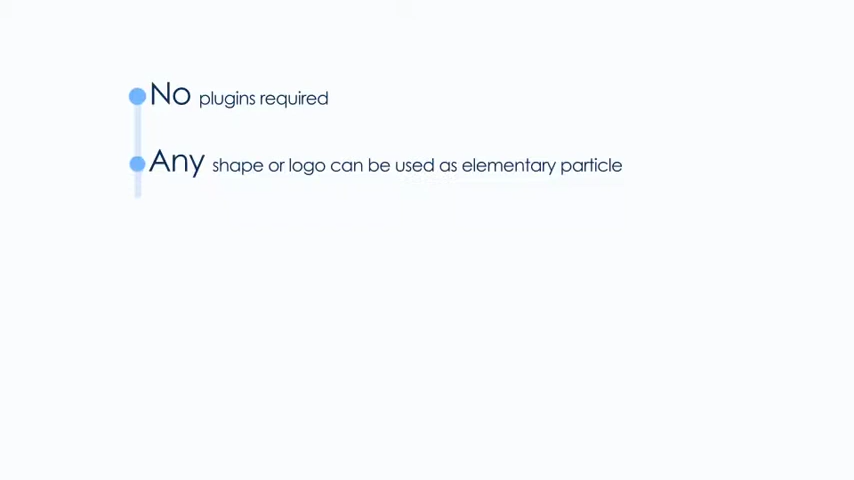 No plugins required
Any shape or logo can be used as elementary particle